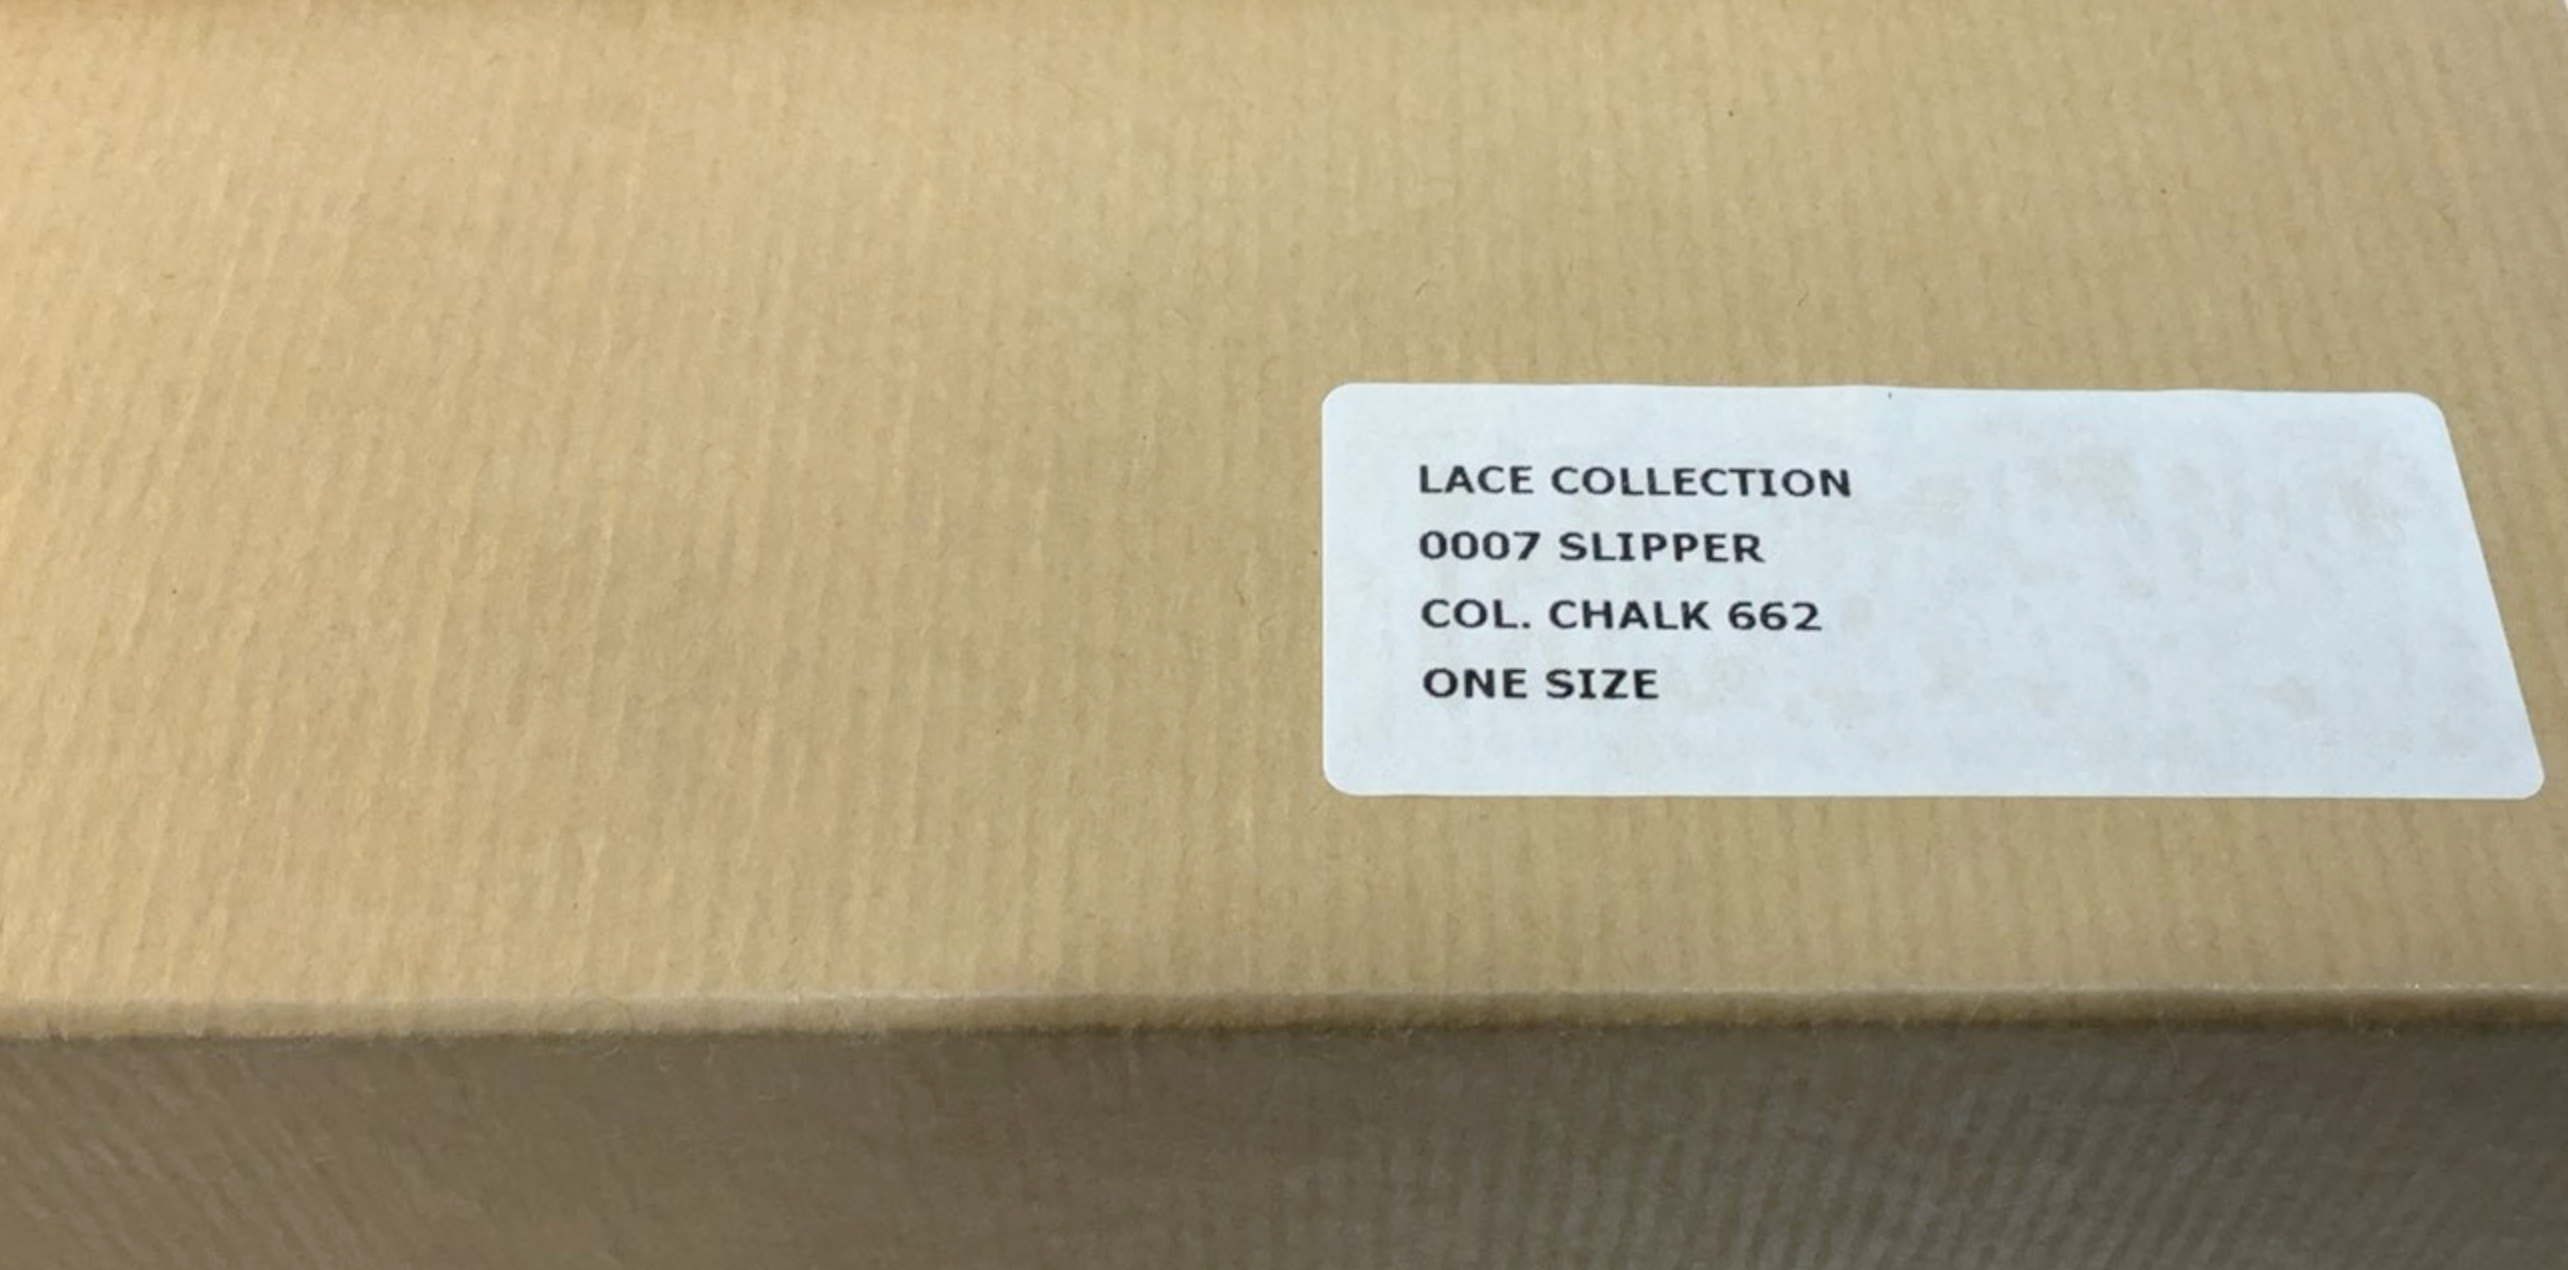 LACE COLLECTION
0007 SLIPPER
COL. CHALK 662
ONE SIZE